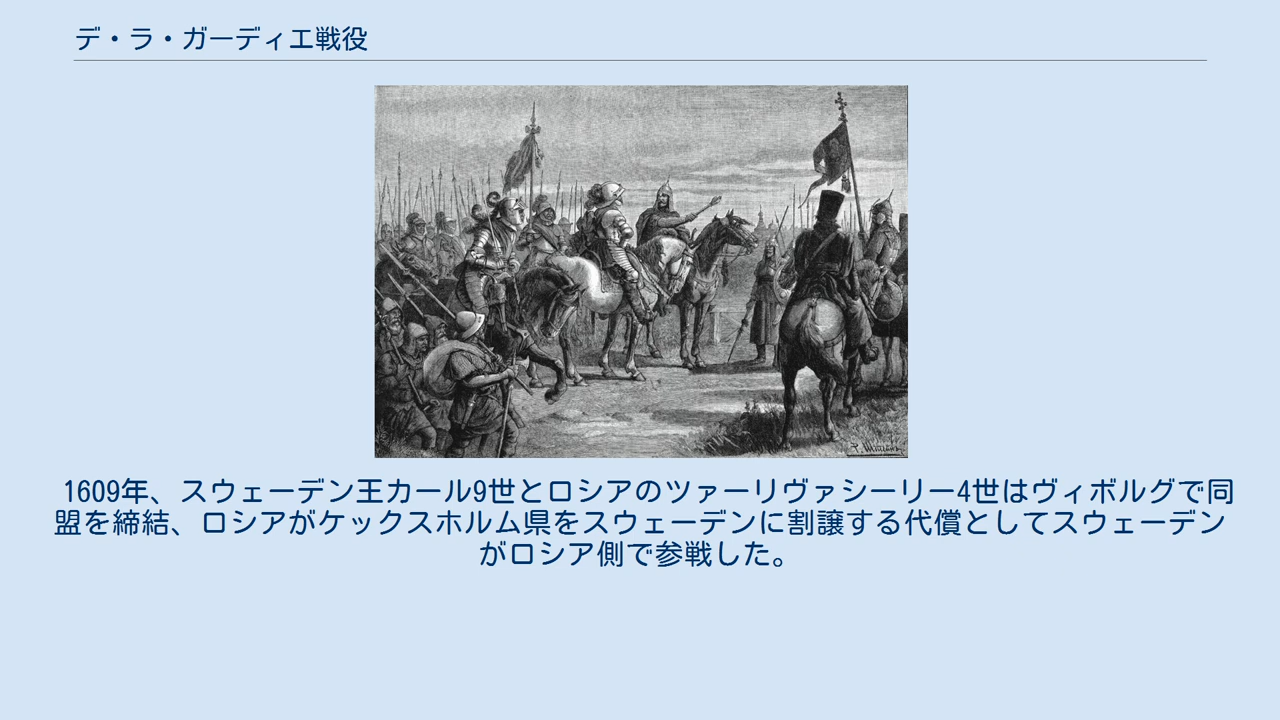 デ・ラ・ガーディエ戦役
1609年、スウェーデン王カール9世とロシアのツァーリヴァシーリー4世はヴィボルグで同
盟を締結、ロシアがケックスホルム県をスウェーデンに割譲する代償としてスウェーデン
がロシア側で参戦した。